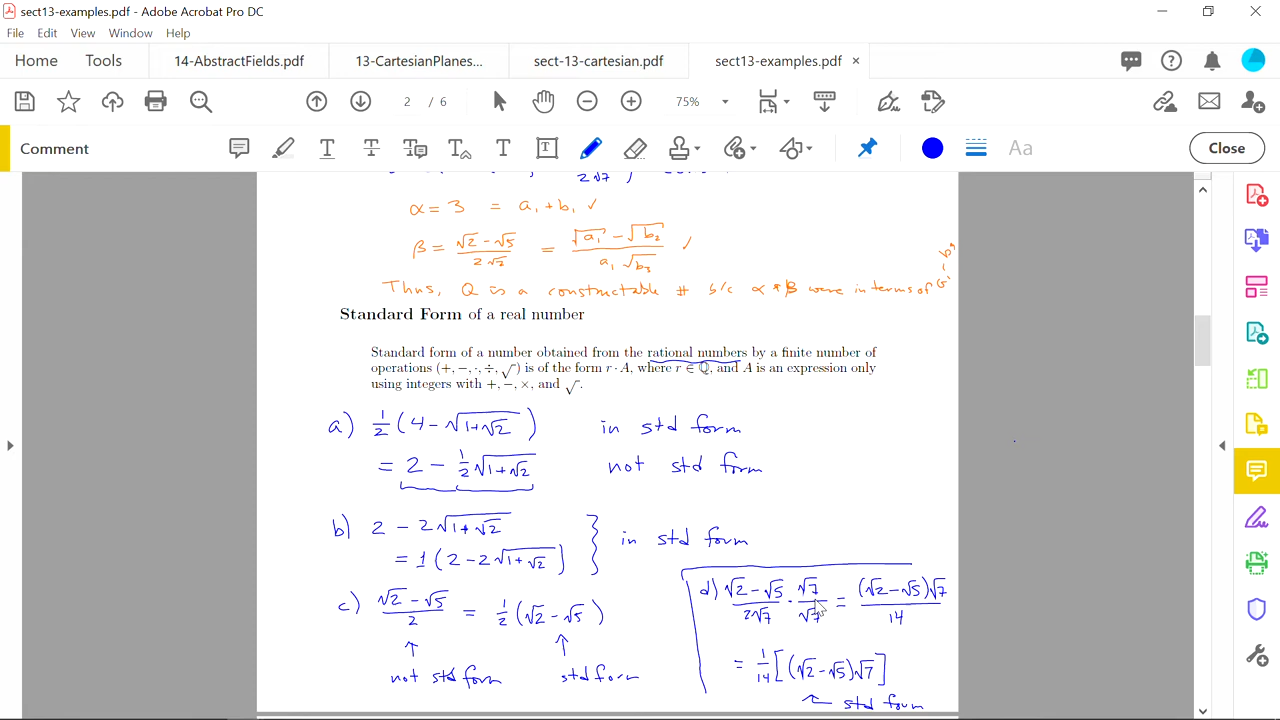 sect13-examples.pdf - Adobe Acrobat Pro DC
File Edit View Window Help
Home Tools 14-AbstractFields.pdf 13-CartesianPlanes... sect-13-cartesian.pdf sect13-examples.pdf ×
2 / 6 75%
Comment Aa Close
2√7
α = 3 = a₁ + b₁ ✓
β = (√2 − √5)/(2√2) = (√a₁ − √b₂)/(a₁√b₃) ✓
Thus, Q is a constructable # b/c α + β were in terms of
Standard Form of a real number
Standard form of a number obtained from the rational numbers by a finite number of
operations (+, −, ·, ÷, √) is of the form r · A, where r ∈ ℚ, and A is an expression only
using integers with +, −, ×, and √.
a) 1/2 (4 − √(1+√2)) in std form
= 2 − 1/2 √(1+√2) not std form
b) 2 − 2√(1+√2)
= 1(2 − 2√(1+√2)) } in std form
c) (√2 − √5)/2 = 1/2 (√2 − √5)
not std form std form
d) (√2 − √5)/(2√7) · √7/√7 = ((√2 − √5)√7)/14
= 1/14 [(√2 − √5)√7]
std form